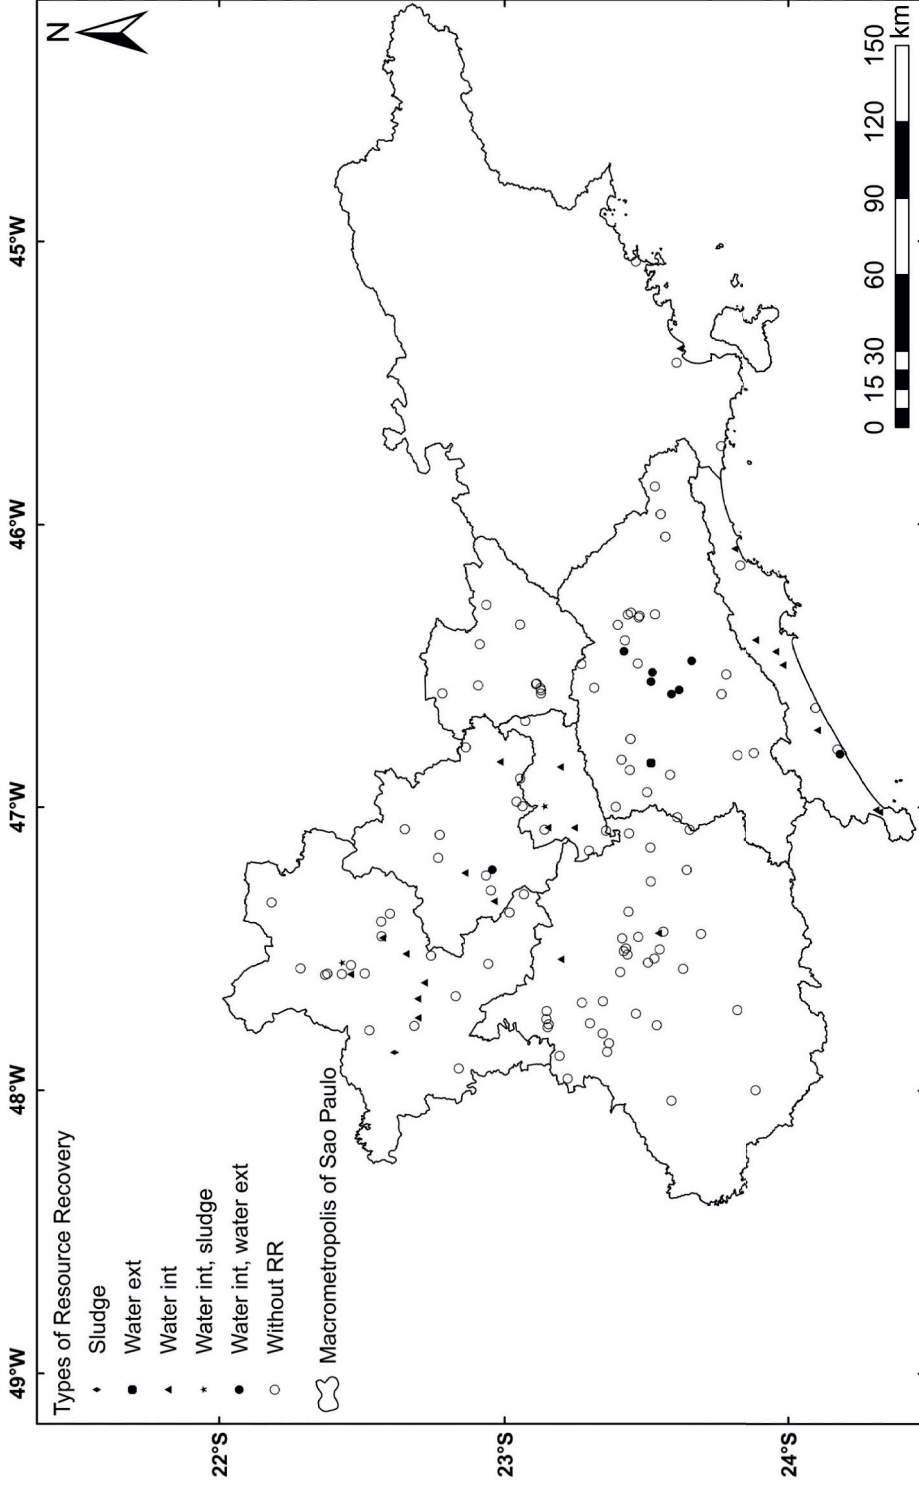 49°W
48°W
47°W
46°W
45°W
22°S
23°S
24°S
N
Types of Resource Recovery
Sludge
Water ext
Water int
Water int, sludge
Water int, water ext
Without RR
Macrometropolis of Sao Paulo
0 15 30 60 90 120 150
km